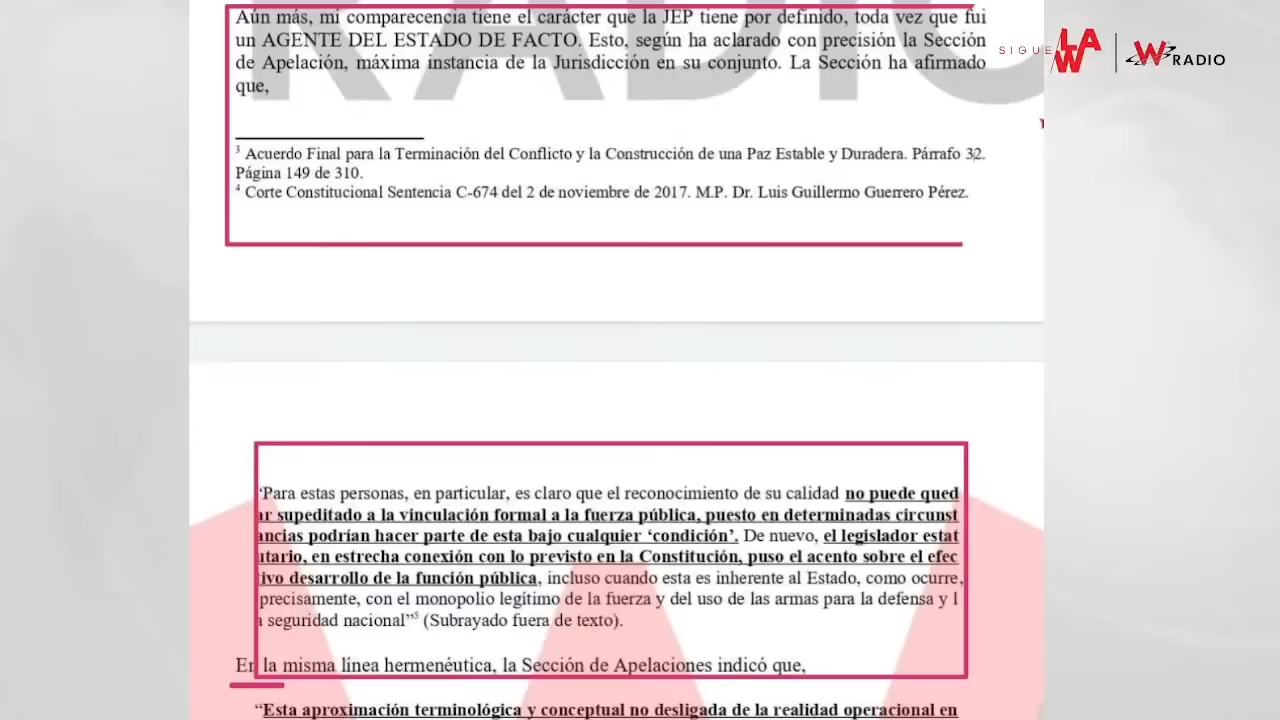 Aún más, mi comparecencia tiene el carácter que la JEP tiene por definido, toda vez que fui
un AGENTE DEL ESTADO DE FACTO. Esto, según ha aclarado con precisión la Sección
de Apelación, máxima instancia de la Jurisdicción en su conjunto. La Sección ha afirmado
que,
SIGUE LA W
W RADIO
RADIO
3 Acuerdo Final para la Terminación del Conflicto y la Construcción de una Paz Estable y Duradera. Párrafo 32.
Página 149 de 310.
4 Corte Constitucional Sentencia C-674 del 2 de noviembre de 2017. M.P. Dr. Luis Guillermo Guerrero Pérez.
“Para estas personas, en particular, es claro que el reconocimiento de su calidad no puede qued
ar supeditado a la vinculación formal a la fuerza pública, puesto en determinadas circunst
ancias podrían hacer parte de esta bajo cualquier ‘condición’. De nuevo, el legislador estat
utario, en estrecha conexión con lo previsto en la Constitución, puso el acento sobre el efec
tivo desarrollo de la función pública, incluso cuando esta es inherente al Estado, como ocurre,
precisamente, con el monopolio legítimo de la fuerza y del uso de las armas para la defensa y l
a seguridad nacional”5 (Subrayado fuera de texto).
En la misma línea hermenéutica, la Sección de Apelaciones indicó que,
“Esta aproximación terminológica y conceptual no desligada de la realidad operacional en